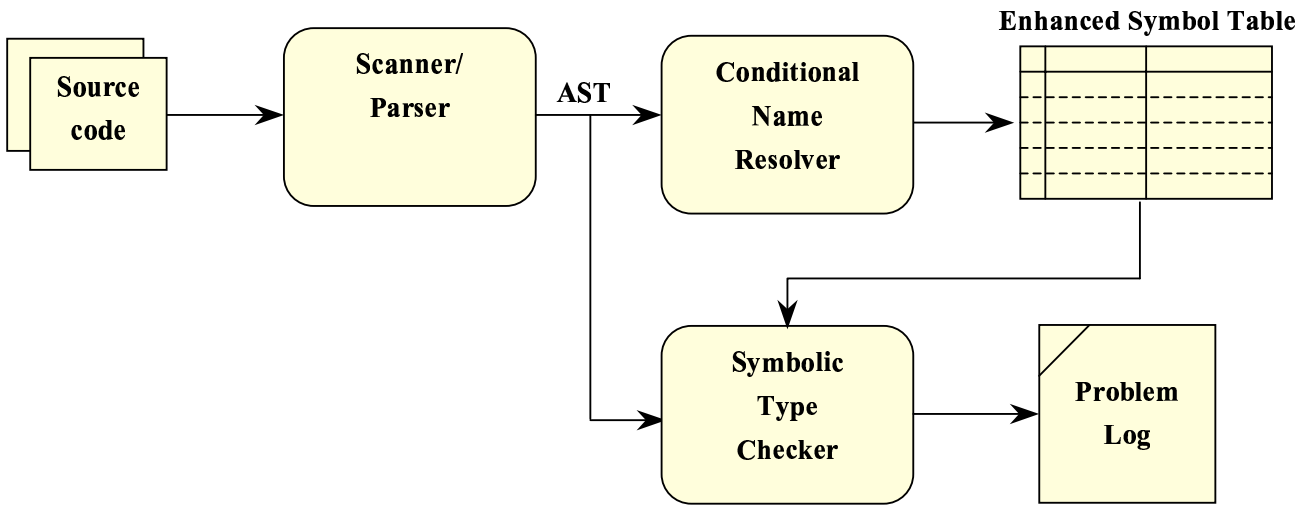 Enhanced Symbol Table
Source
code
Scanner/
Parser
AST
Conditional
Name
Resolver
Symbolic
Type
Checker
Problem
Log